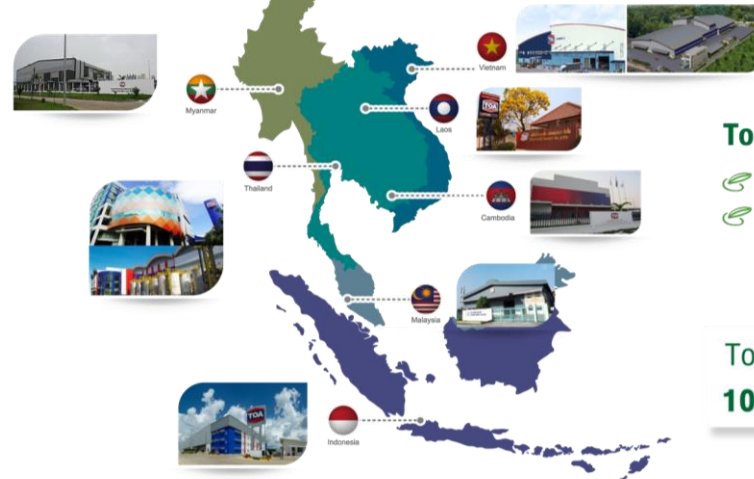 Vietnam
Myanmar
TOA
Laos
To
Thailand
Cambodia
Malaysia
To
10
TOA
Indonesia